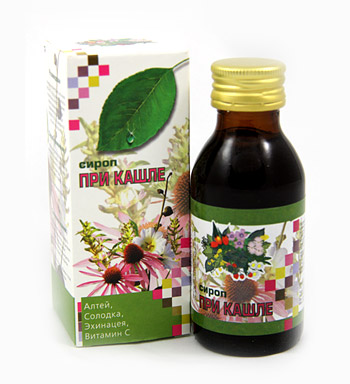 сироп
ПРИ КАШЛЕ
Алтей,
Солодка,
Эхинацея,
Витамин С
сироп
ПРИ КАШЛЕ